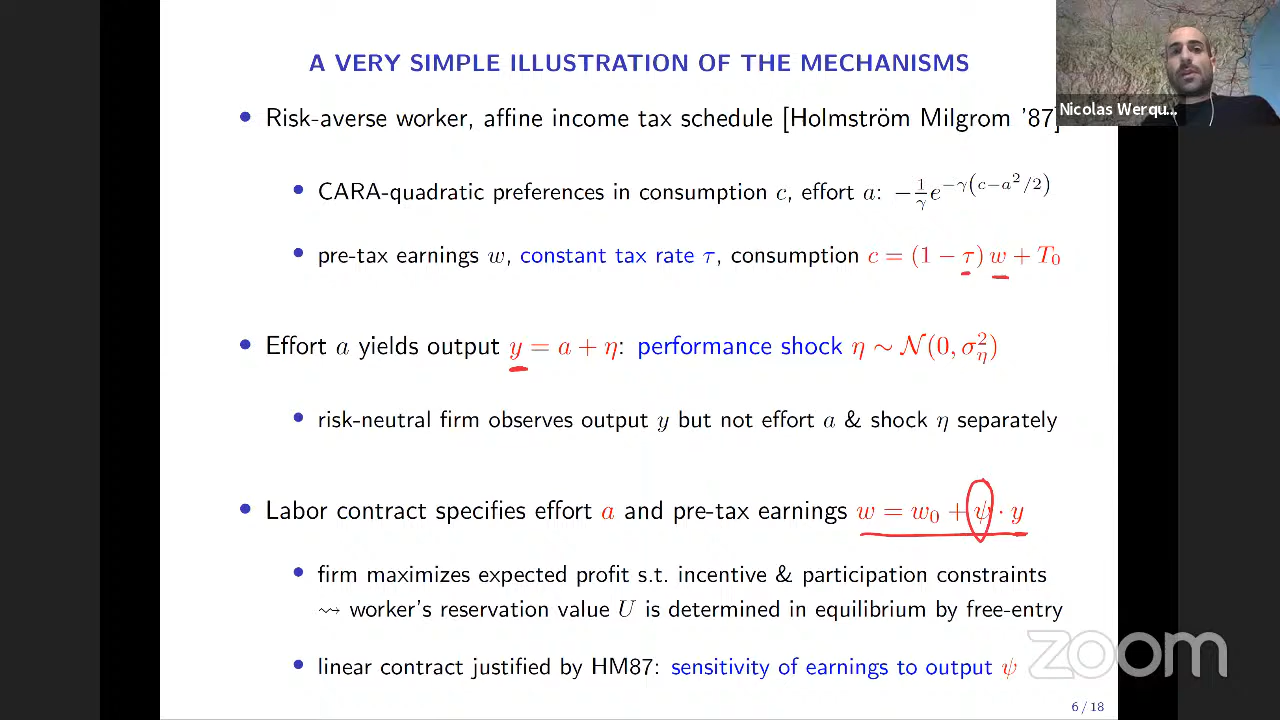 A VERY SIMPLE ILLUSTRATION OF THE MECHANISMS
Nicolas Werqu...
• Risk-averse worker, affine income tax schedule [Holmström Milgrom '87]
• CARA-quadratic preferences in consumption c, effort a: −1/γ e^{−γ(c−a²/2)}
• pre-tax earnings w, constant tax rate τ, consumption c = (1 − τ) w + T₀
• Effort a yields output y = a + η: performance shock η ∼ 𝒩(0, σ_η²)
• risk-neutral firm observes output y but not effort a & shock η separately
• Labor contract specifies effort a and pre-tax earnings w = w₀ + ψ · y
• firm maximizes expected profit s.t. incentive & participation constraints
⇝ worker's reservation value U is determined in equilibrium by free-entry
• linear contract justified by HM87: sensitivity of earnings to output ψ
zoom
6 / 18